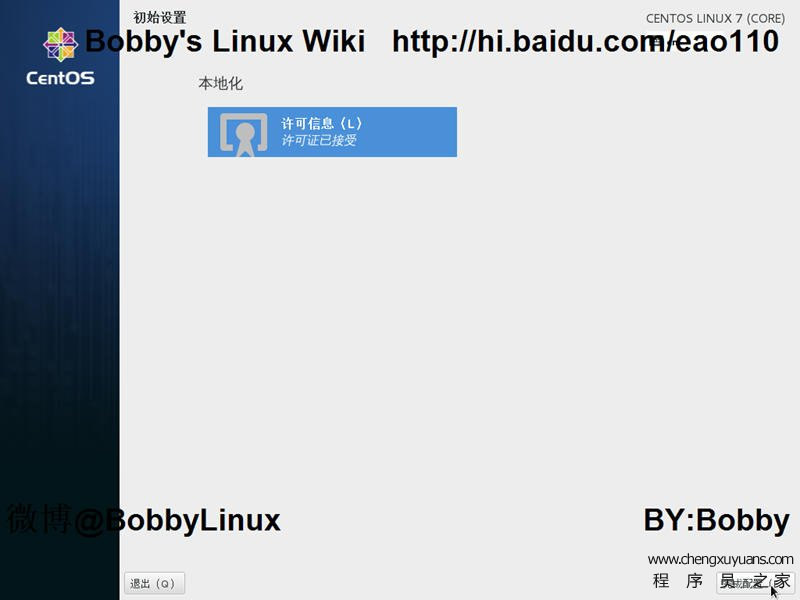 初始设置
CENTOS LINUX 7 (CORE)
Bobby's Linux Wiki http://hi.baidu.com/eao110
CentOS
本地化
许可信息(L)
许可证已接受
微博@BobbyLinux
BY:Bobby
www.chengxuyuans.com
程序员之家
退出(Q)